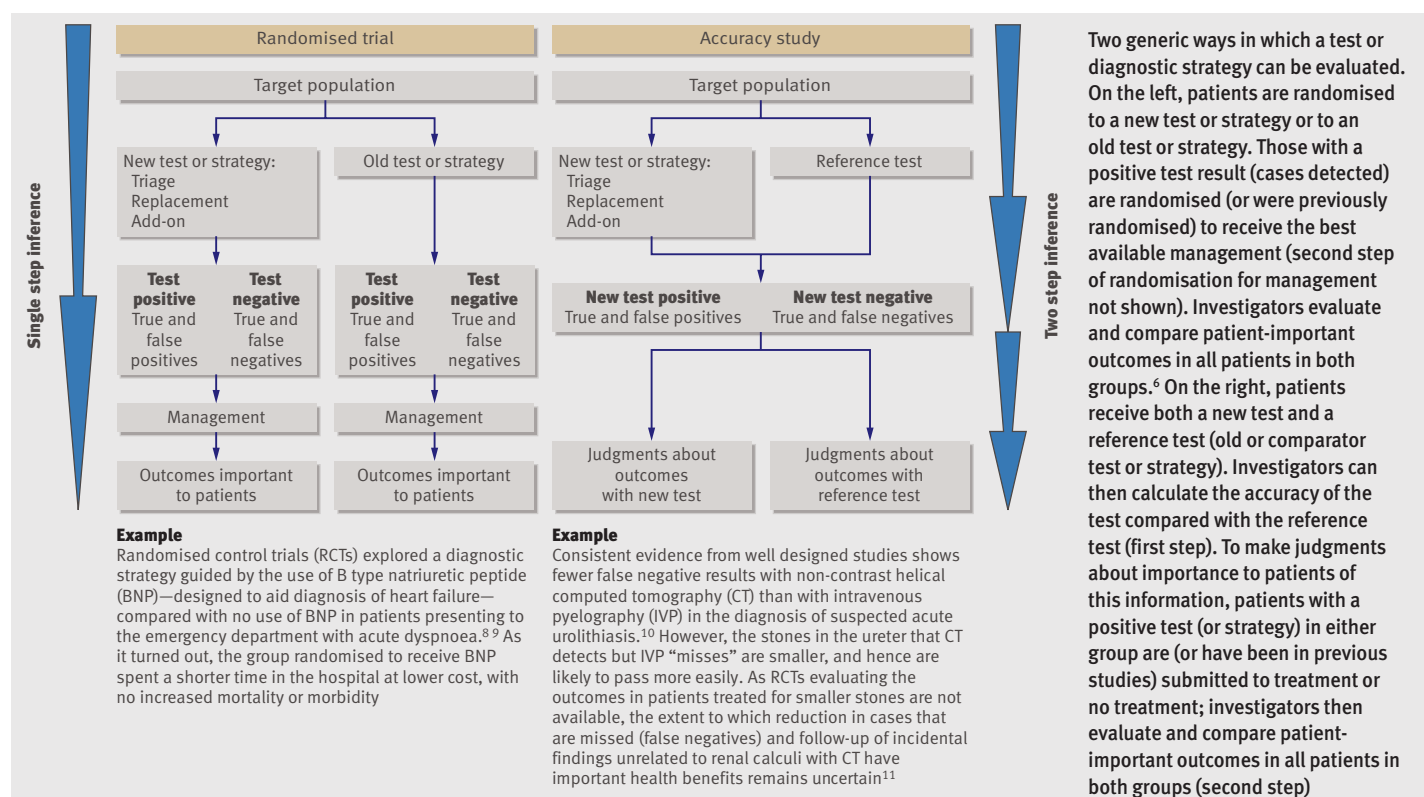 Single step inference
Randomised trial
Target population
New test or strategy:
Triage
Replacement
Add-on
Old test or strategy
Test
positive
True and
false
positives
Test
negative
True and
false
negatives
Test
positive
True and
false
positives
Test
negative
True and
false
negatives
Management
Management
Outcomes important
to patients
Outcomes important
to patients
Example
Randomised control trials (RCTs) explored a diagnostic
strategy guided by the use of B type natriuretic peptide
(BNP)—designed to aid diagnosis of heart failure—
compared with no use of BNP in patients presenting to
the emergency department with acute dyspnoea.8 9 As
it turned out, the group randomised to receive BNP
spent a shorter time in the hospital at lower cost, with
no increased mortality or morbidity
Accuracy study
Target population
New test or strategy:
Triage
Replacement
Add-on
Reference test
New test positive
True and false positives
New test negative
True and false negatives
Judgments about
outcomes
with new test
Judgments about
outcomes with
reference test
Example
Consistent evidence from well designed studies shows
fewer false negative results with non-contrast helical
computed tomography (CT) than with intravenous
pyelography (IVP) in the diagnosis of suspected acute
urolithiasis.10 However, the stones in the ureter that CT
detects but IVP “misses” are smaller, and hence are
likely to pass more easily. As RCTs evaluating the
outcomes in patients treated for smaller stones are not
available, the extent to which reduction in cases that
are missed (false negatives) and follow-up of incidental
findings unrelated to renal calculi with CT have
important health benefits remains uncertain11
Two step inference
Two generic ways in which a test or
diagnostic strategy can be evaluated.
On the left, patients are randomised
to a new test or strategy or to an
old test or strategy. Those with a
positive test result (cases detected)
are randomised (or were previously
randomised) to receive the best
available management (second step
of randomisation for management
not shown). Investigators evaluate
and compare patient-important
outcomes in all patients in both
groups.6 On the right, patients
receive both a new test and a
reference test (old or comparator
test or strategy). Investigators can
then calculate the accuracy of the
test compared with the reference
test (first step). To make judgments
about importance to patients of
this information, patients with a
positive test (or strategy) in either
group are (or have been in previous
studies) submitted to treatment or
no treatment; investigators then
evaluate and compare patient-
important outcomes in all patients in
both groups (second step)